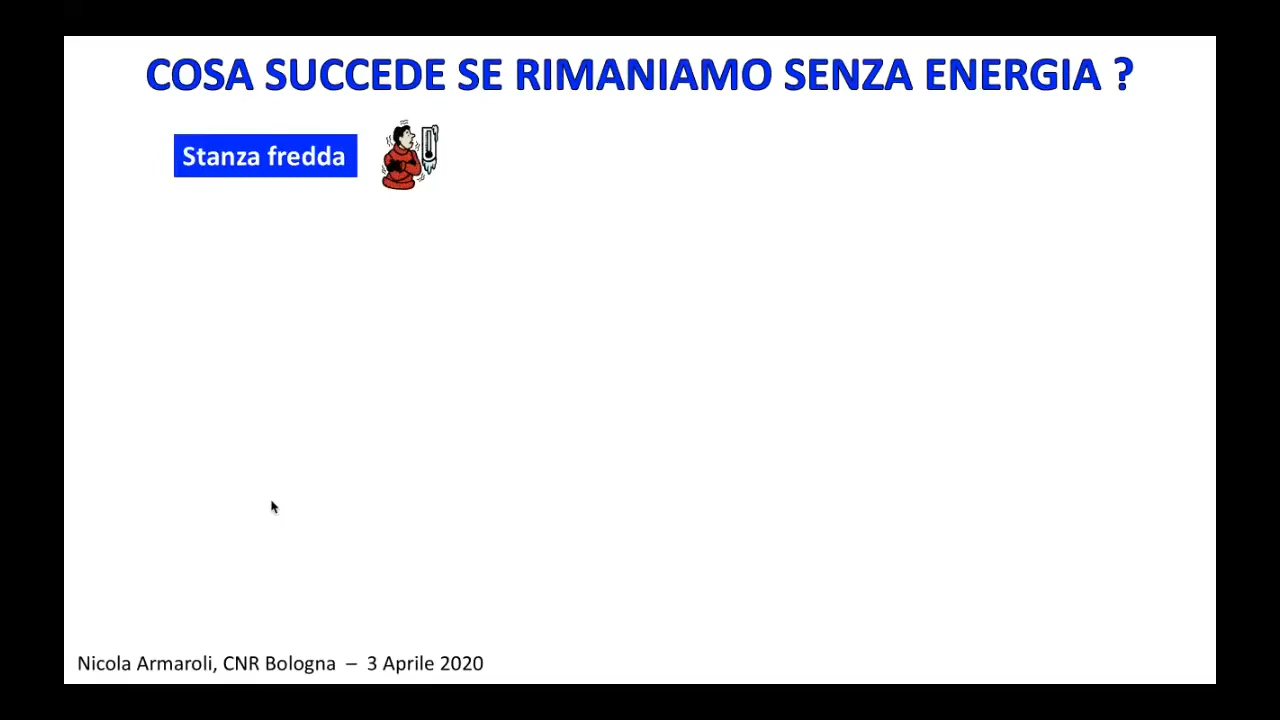 COSA SUCCEDE SE RIMANIAMO SENZA ENERGIA ?
Stanza fredda
Nicola Armaroli, CNR Bologna – 3 Aprile 2020